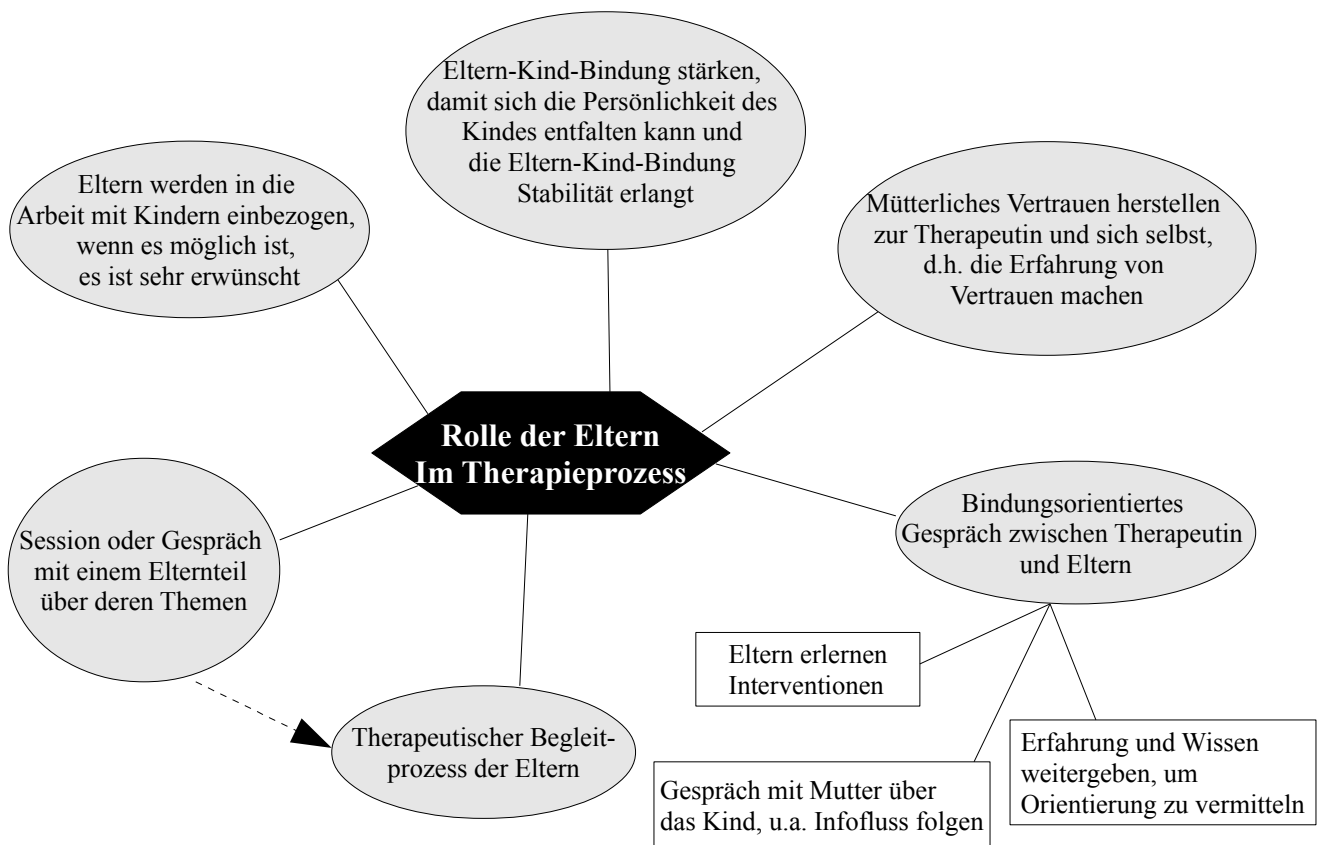 Eltern-Kind-Bindung stärken,
damit sich die Persönlichkeit des
Kindes entfalten kann und
die Eltern-Kind-Bindung
Stabilität erlangt
Eltern werden in die
Arbeit mit Kindern einbezogen,
wenn es möglich ist,
es ist sehr erwünscht
Mütterliches Vertrauen herstellen
zur Therapeutin und sich selbst,
d.h. die Erfahrung von
Vertrauen machen
Rolle der Eltern
Im Therapieprozess
Session oder Gespräch
mit einem Elternteil
über deren Themen
Bindungsorientiertes
Gespräch zwischen Therapeutin
und Eltern
Therapeutischer Begleit-
prozess der Eltern
Eltern erlernen
Interventionen
Gespräch mit Mutter über
das Kind, u.a. Infofluss folgen
Erfahrung und Wissen
weitergeben, um
Orientierung zu vermitteln